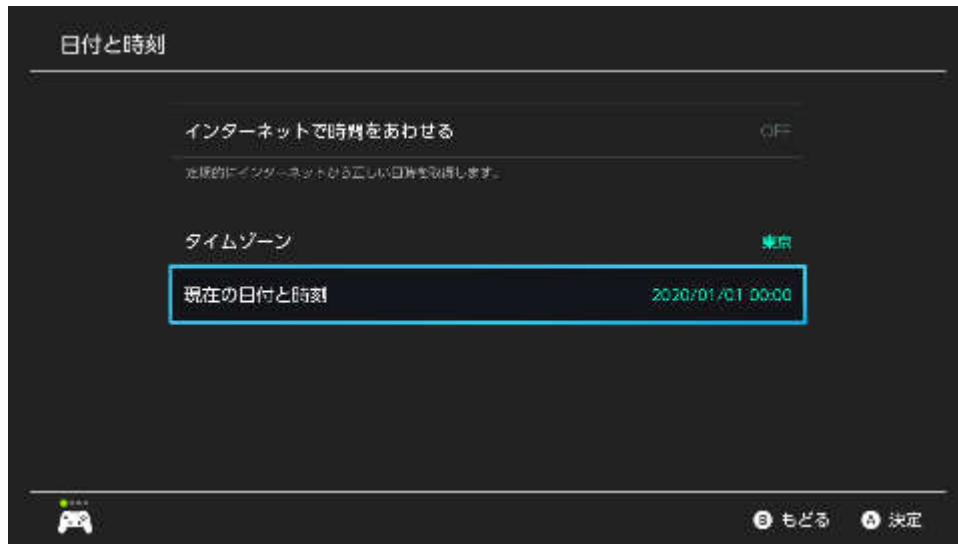 日付と時刻
インターネットで時間をあわせる OFF
定期的にインターネットから正しい日時を取得します。
タイムゾーン 東京
現在の日付と時刻 2020/01/01 00:00
B もどる A 決定